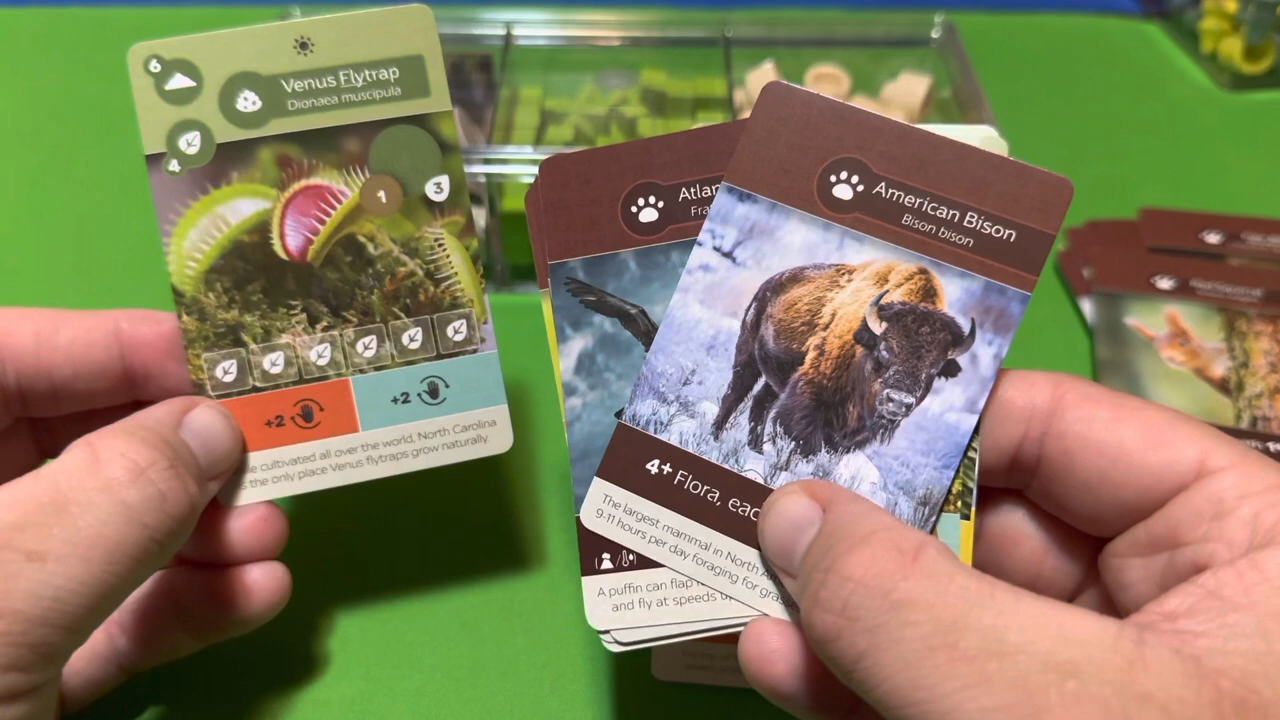 6
Venus Flytrap
Dionaea muscipula
4
1
3
+2
+2
cultivated all over the world, North Carolina
the only place Venus flytraps grow naturally.
Atlan
Fra
A puffin can flap
and fly at speeds
American Bison
Bison bison
4+ Flora, eac
The largest mammal in North Am
9-11 hours per day foraging for gras